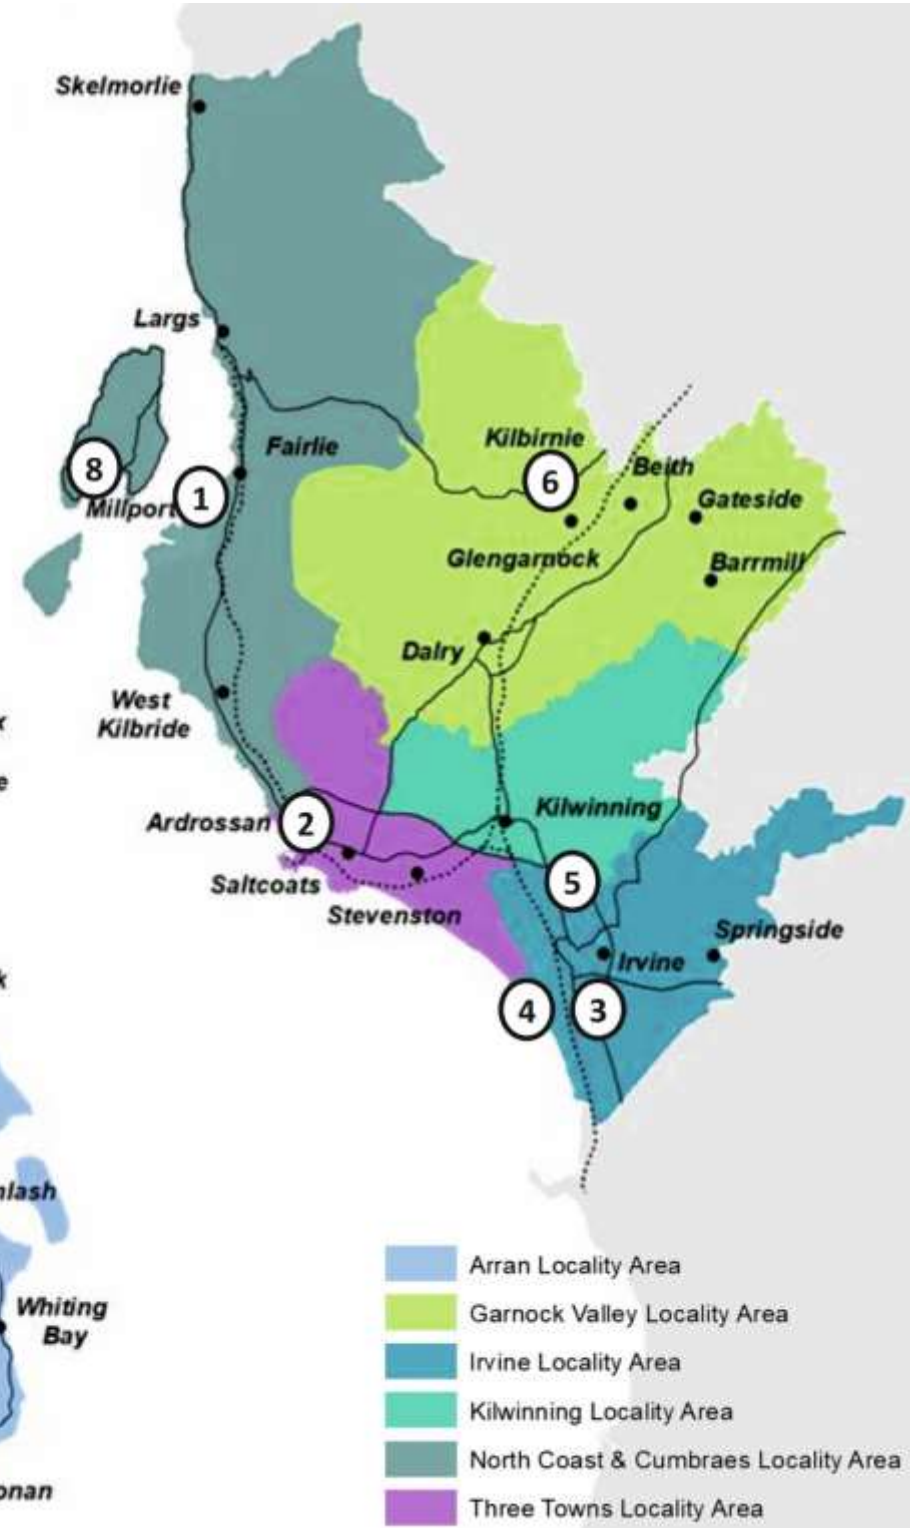 Skelmorlie
Largs
Fairlie
8
1
Millport
Kilbirnie
6
Beith
Gateside
Glengarnock
Barrmill
Dalry
West
Kilbride
Ardrossan
2
Kilwinning
Saltcoats
5
Stevenston
Springside
Irvine
4
3
Whiting
Bay
Arran Locality Area
Garnock Valley Locality Area
Irvine Locality Area
Kilwinning Locality Area
North Coast & Cumbraes Locality Area
Three Towns Locality Area